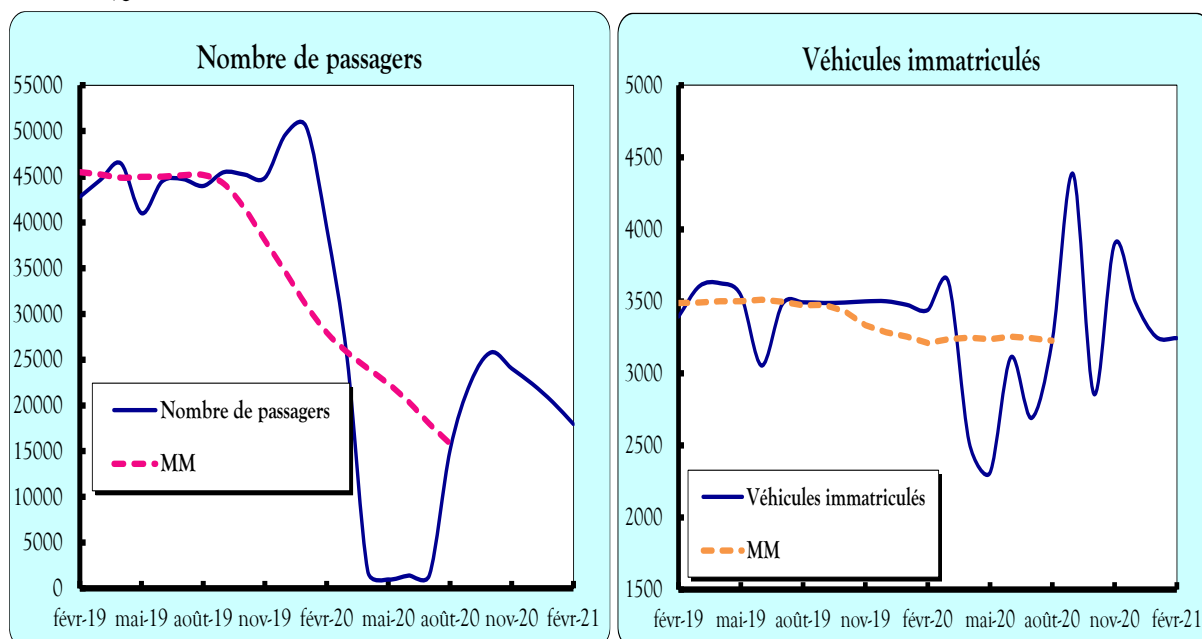 Nombre de passagers
55000
50000
45000
40000
35000
30000
25000
20000
15000
10000
5000
0
Nombre de passagers
MM
févr-19 mai-19 août-19 nov-19 févr-20 mai-20 août-20 nov-20 févr-21
Véhicules immatriculés
5000
4500
4000
3500
3000
2500
2000
1500
Véhicules immatriculés
MM
févr-19 mai-19 août-19 nov-19 févr-20 mai-20 août-20 nov-20 févr-21